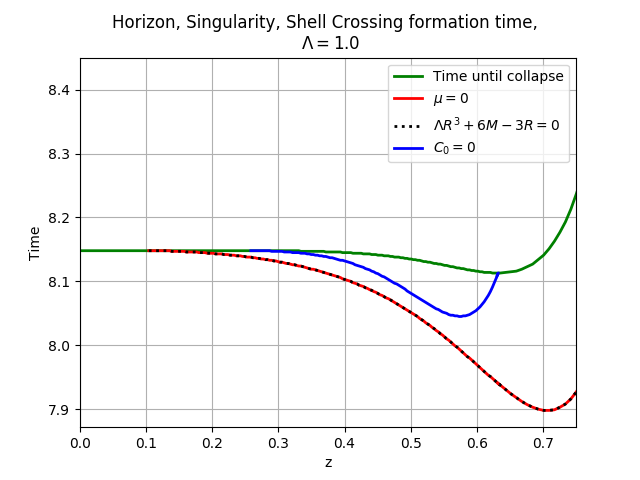 Horizon, Singularity, Shell Crossing formation time,
Λ = 1.0
Time until collapse
μ = 0
ΛR³ + 6M − 3R = 0
C₀ = 0
Time
8.4
8.3
8.2
8.1
8.0
7.9
0.0 0.1 0.2 0.3 0.4 0.5 0.6 0.7
z